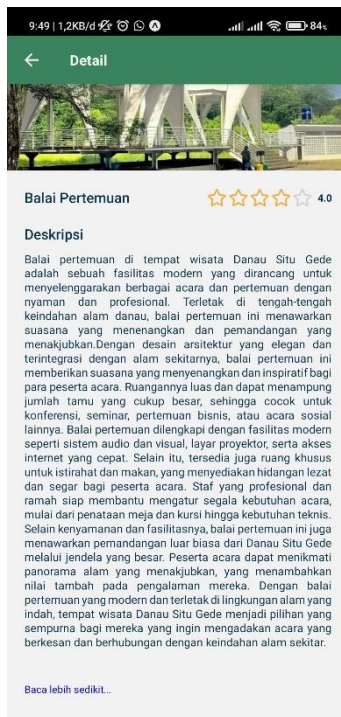 9:49 | 1,2KB/d
84%
Detail
Balai Pertemuan
4.0
Deskripsi
Balai pertemuan di tempat wisata Danau Situ Gede
adalah sebuah fasilitas modern yang dirancang untuk
menyelenggarakan berbagai acara dan pertemuan dengan
nyaman dan profesional. Terletak di tengah-tengah
keindahan alam danau, balai pertemuan ini menawarkan
suasana yang menenangkan dan pemandangan yang
menakjubkan.Dengan desain arsitektur yang elegan dan
terintegrasi dengan alam sekitarnya, balai pertemuan ini
memberikan suasana yang menyenangkan dan inspiratif bagi
para peserta acara. Ruangannya luas dan dapat menampung
jumlah tamu yang cukup besar, sehingga cocok untuk
konferensi, seminar, pertemuan bisnis, atau acara sosial
lainnya. Balai pertemuan dilengkapi dengan fasilitas modern
seperti sistem audio dan visual, layar proyektor, serta akses
internet yang cepat. Selain itu, tersedia juga ruang khusus
untuk istirahat dan makan, yang menyediakan hidangan lezat
dan segar bagi peserta acara. Staf yang profesional dan
ramah siap membantu mengatur segala kebutuhan acara,
mulai dari penataan meja dan kursi hingga kebutuhan teknis.
Selain kenyamanan dan fasilitasnya, balai pertemuan ini juga
menawarkan pemandangan luar biasa dari Danau Situ Gede
melalui jendela yang besar. Peserta acara dapat menikmati
panorama alam yang menakjubkan, yang menambahkan
nilai tambah pada pengalaman mereka. Dengan balai
pertemuan yang modern dan terletak di lingkungan alam yang
indah, tempat wisata Danau Situ Gede menjadi pilihan yang
sempurna bagi mereka yang ingin mengadakan acara yang
berkesan dan berhubungan dengan keindahan alam sekitar.
Baca lebih sedikit...